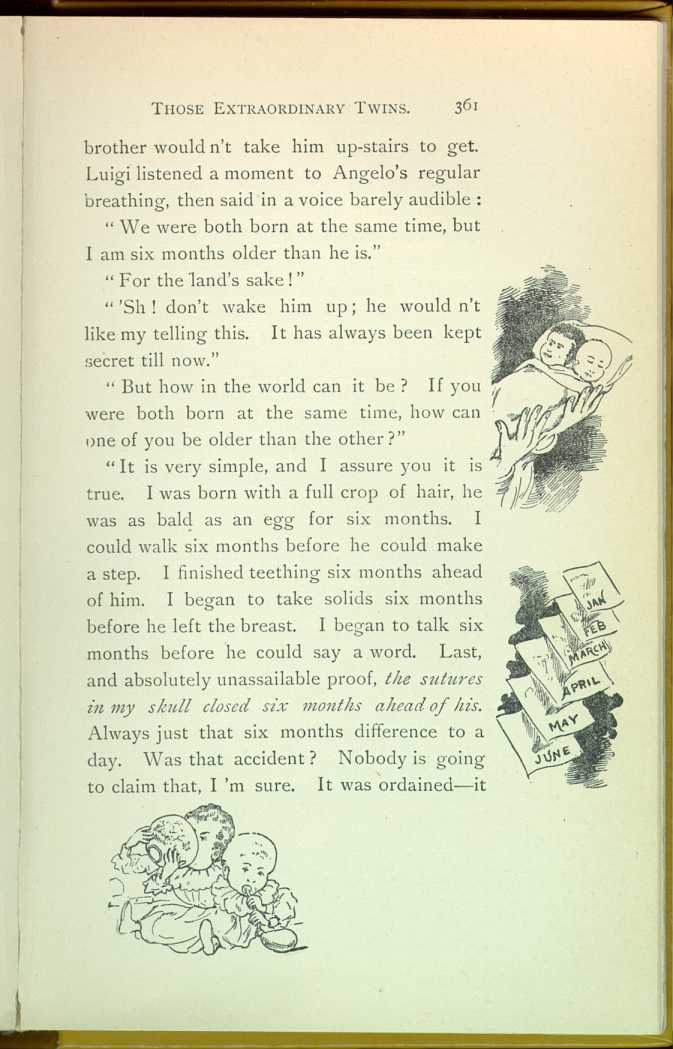 THOSE EXTRAORDINARY TWINS. 361
brother would n't take him up-stairs to get.
Luigi listened a moment to Angelo's regular
breathing, then said in a voice barely audible :
" We were both born at the same time, but
I am six months older than he is."
" For the land's sake ! "
" 'Sh ! don't wake him up ; he would n't
like my telling this. It has always been kept
secret till now."
" But how in the world can it be ? If you
were both born at the same time, how can
one of you be older than the other ? "
" It is very simple, and I assure you it is
true. I was born with a full crop of hair, he
was as bald as an egg for six months. I
could walk six months before he could make
a step. I finished teething six months ahead
of him. I began to take solids six months
before he left the breast. I began to talk six
months before he could say a word. Last,
and absolutely unassailable proof, the sutures
in my skull closed six months ahead of his.
Always just that six months difference to a
day. Was that accident ? Nobody is going
to claim that, I 'm sure. It was ordained—it
JAN
FEB
MARCH
APRIL
MAY
JUNE